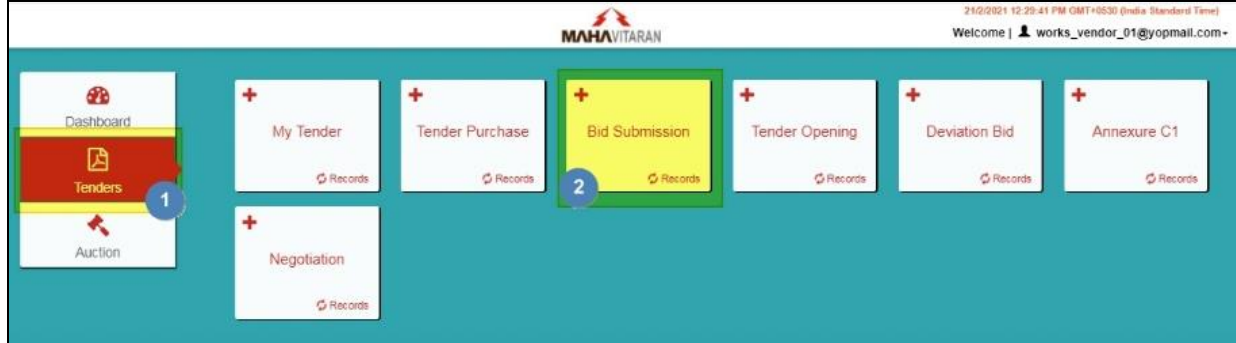 21/2/2021 12:29:41 PM GMT+0530 (India Standard Time)
MAHAVITARAN
Welcome | works_vendor_01@yopmail.com
Dashboard
Tenders
1
Auction
My Tender
Records
Tender Purchase
Records
Bid Submission
2
Records
Tender Opening
Records
Deviation Bid
Records
Annexure C1
Records
Negotiation
Records